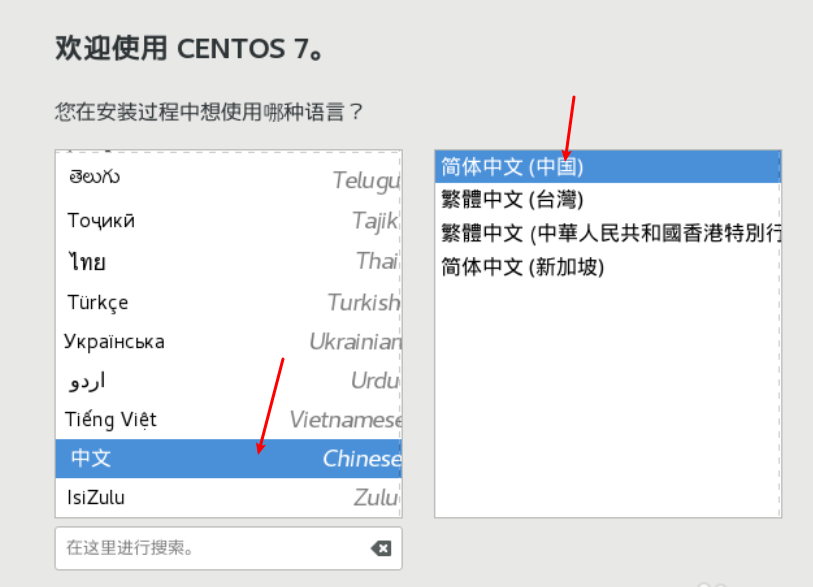 欢迎使用 CENTOS 7。
您在安装过程中想使用哪种语言？
తెలుగు Telugu
Тоҷикӣ Tajik
ไทย Thai
Türkçe Turkish
Українська Ukrainian
اردو Urdu
Tiếng Việt Vietnamese
中文 Chinese
IsiZulu Zulu
在这里进行搜索。
简体中文 (中国)
繁體中文 (台灣)
繁體中文 (中華人民共和國香港特別行
简体中文 (新加坡)